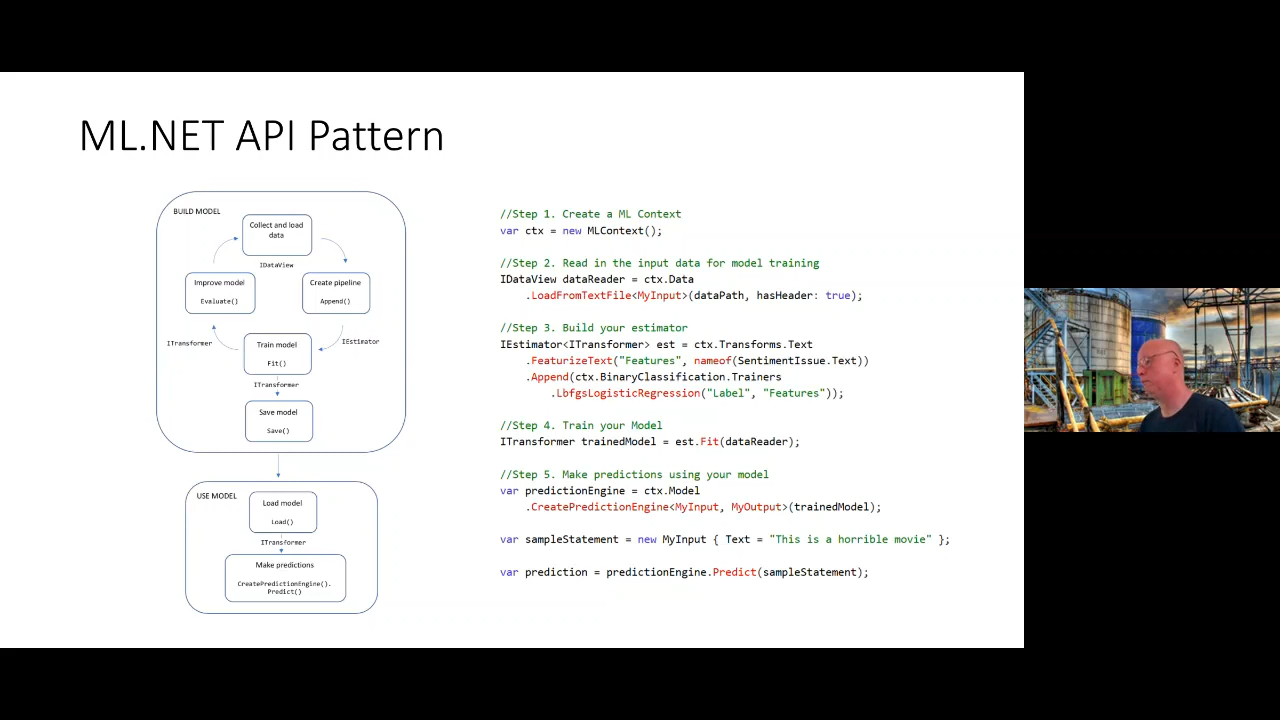 ML.NET API Pattern
BUILD MODEL
Collect and load
data
IDataView
Improve model
Evaluate()
Create pipeline
Append()
ITransformer
IEstimator
Train model
Fit()
ITransformer
Save model
Save()
USE MODEL
Load model
Load()
ITransformer
Make predictions
CreatePredictionEngine().
Predict()
//Step 1. Create a ML Context
var ctx = new MLContext();
//Step 2. Read in the input data for model training
IDataView dataReader = ctx.Data
.LoadFromTextFile<MyInput>(dataPath, hasHeader: true);
//Step 3. Build your estimator
IEstimator<ITransformer> est = ctx.Transforms.Text
.FeaturizeText("Features", nameof(SentimentIssue.Text))
.Append(ctx.BinaryClassification.Trainers
.LbfgsLogisticRegression("Label", "Features"));
//Step 4. Train your Model
ITransformer trainedModel = est.Fit(dataReader);
//Step 5. Make predictions using your model
var predictionEngine = ctx.Model
.CreatePredictionEngine<MyInput, MyOutput>(trainedModel);
var sampleStatement = new MyInput { Text = "This is a horrible movie" };
var prediction = predictionEngine.Predict(sampleStatement);